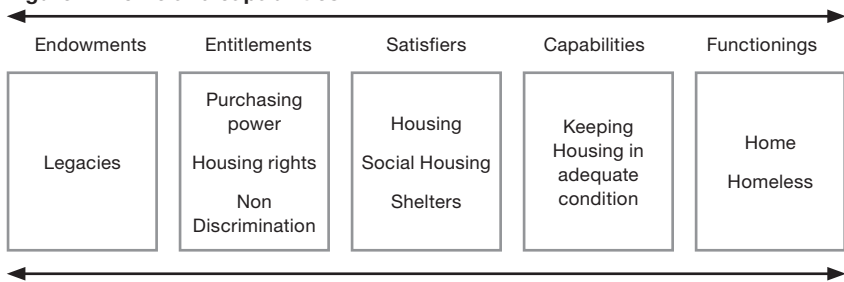 Endowments
Entitlements
Satisfiers
Capabilities
Functionings
Legacies
Purchasing
power
Housing rights
Non
Discrimination
Housing
Social Housing
Shelters
Keeping
Housing in
adequate
condition
Home
Homeless